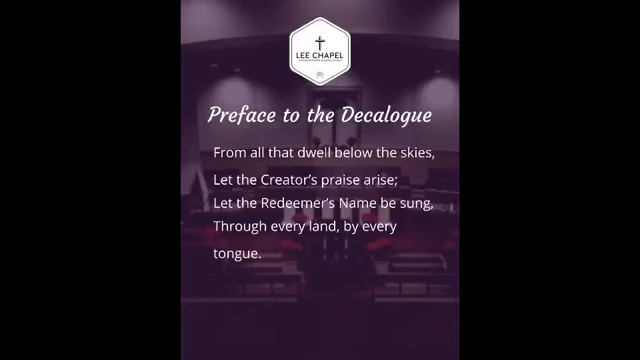 LEE CHAPEL
Preface to the Decalogue
From all that dwell below the skies,
Let the Creator's praise arise;
Let the Redeemer's Name be sung,
Through every land, by every
tongue.